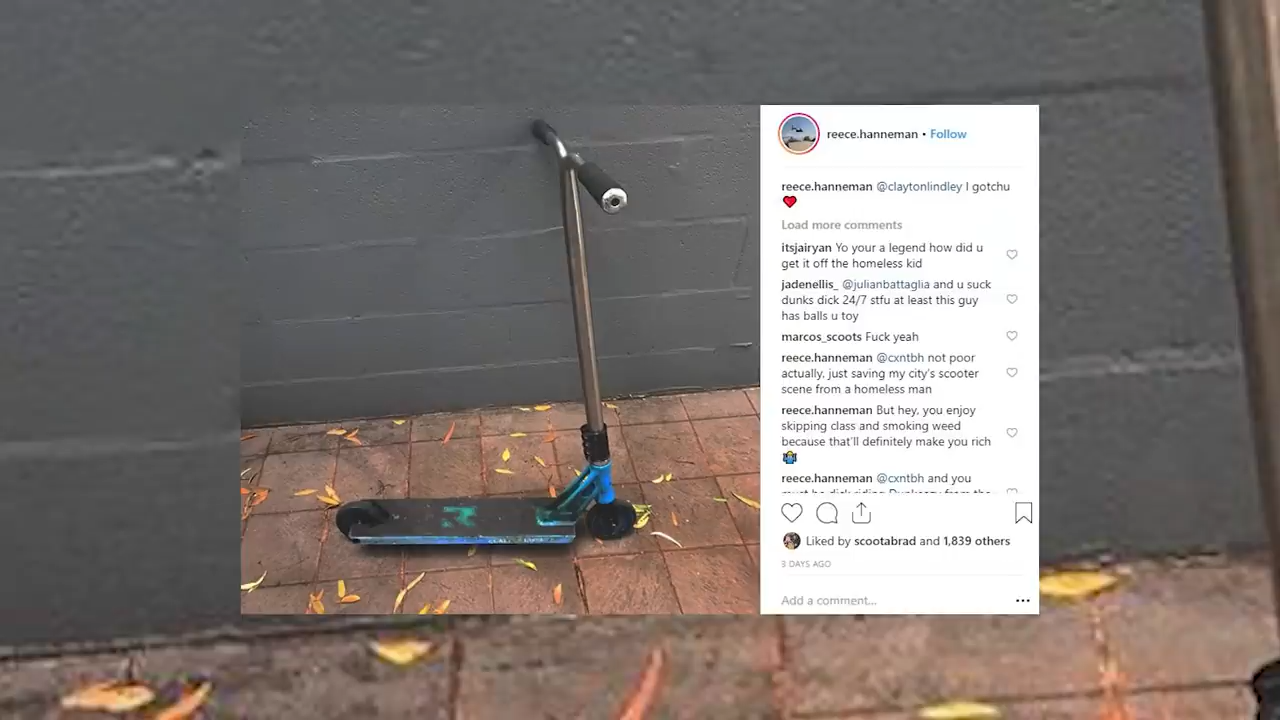 reece.hanneman • Follow
reece.hanneman @claytonlindley I gotchu
❤️
Load more comments
itsjairyan Yo your a legend how did u
get it off the homeless kid
jadenellis_ @julianbattaglia and u suck
dunks dick 24/7 stfu at least this guy
has balls u toy
marcos_scoots Fuck yeah
reece.hanneman @cxntbh not poor
actually, just saving my city's scooter
scene from a homeless man
reece.hanneman But hey, you enjoy
skipping class and smoking weed
because that'll definitely make you rich
reece.hanneman @cxntbh and you
Liked by scootabrad and 1,839 others
3 DAYS AGO
Add a comment...